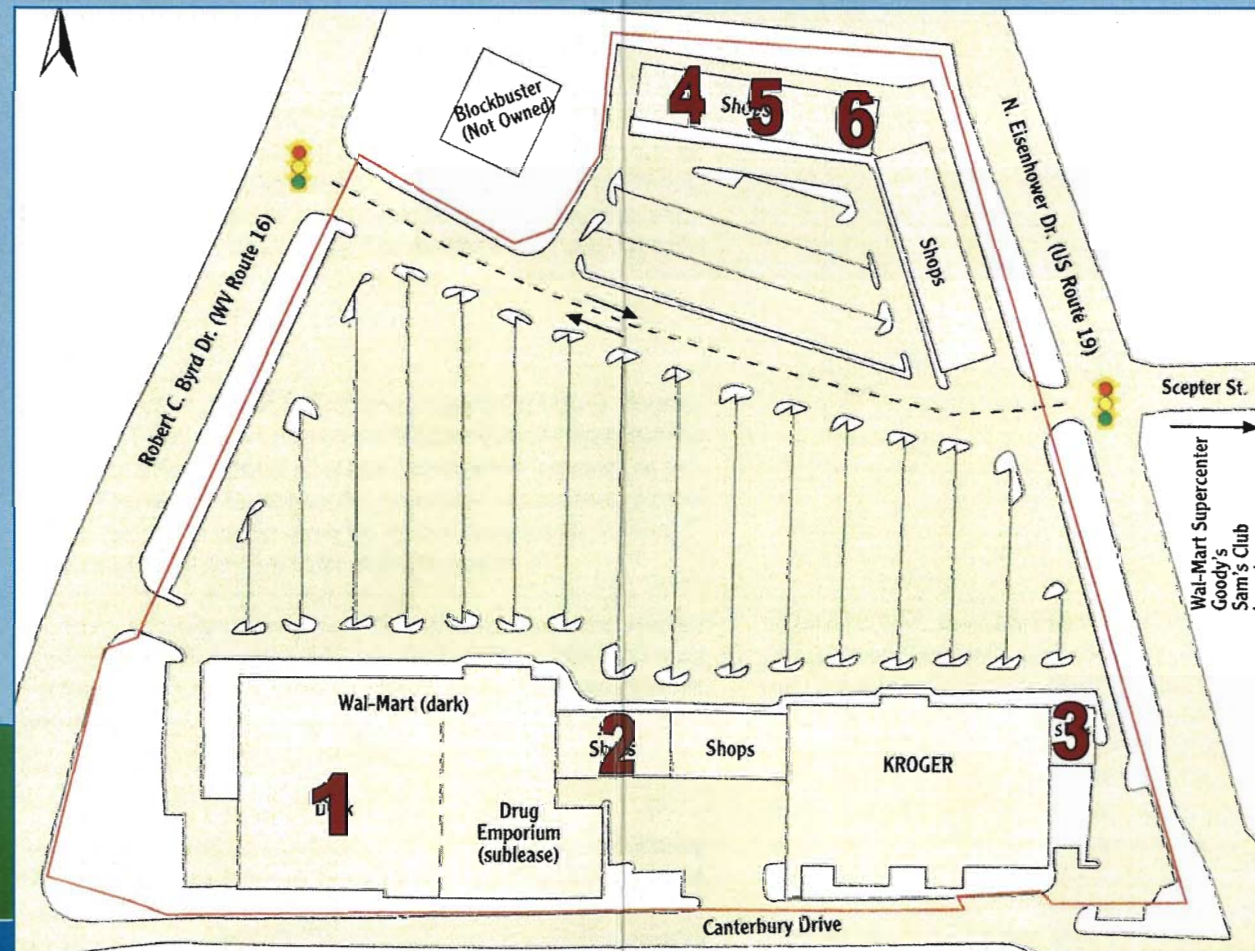 Blockbuster
(Not Owned)
4
Shops
5
6
N. Eisenhower Dr. (US Route 19)
Shops
Robert C. Byrd Dr. (WV Route 16)
Scepter St.
Wal-Mart Supercenter
Goody's
Sam's Club
Wal-Mart (dark)
1
Drug
Emporium
(sublease)
2
Shops
Shops
KROGER
3
Canterbury Drive